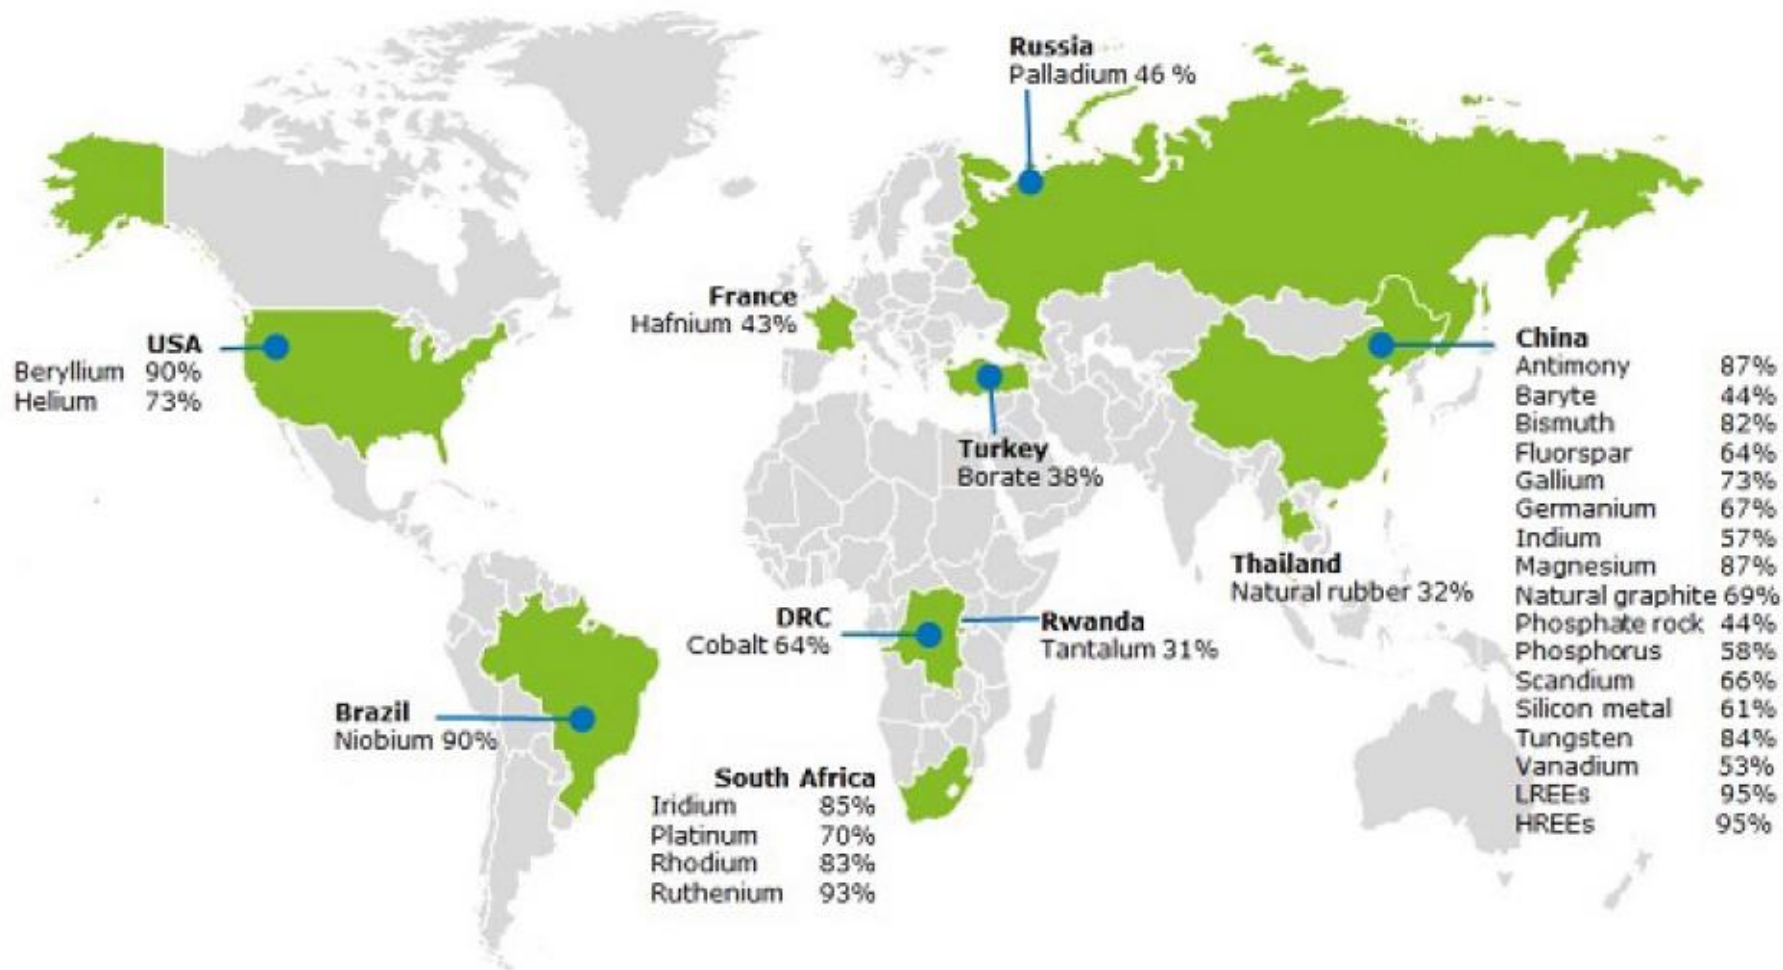 Russia
Palladium 46 %
France
Hafnium 43%
USA
Beryllium 90%
Helium 73%
Turkey
Borate 38%
China
Antimony 87%
Baryte 44%
Bismuth 82%
Fluorspar 64%
Gallium 73%
Germanium 67%
Indium 57%
Magnesium 87%
Natural graphite 69%
Phosphate rock 44%
Phosphorus 58%
Scandium 66%
Silicon metal 61%
Tungsten 84%
Vanadium 53%
LREEs 95%
HREEs 95%
Thailand
Natural rubber 32%
DRC
Cobalt 64%
Rwanda
Tantalum 31%
Brazil
Niobium 90%
South Africa
Iridium 85%
Platinum 70%
Rhodium 83%
Ruthenium 93%